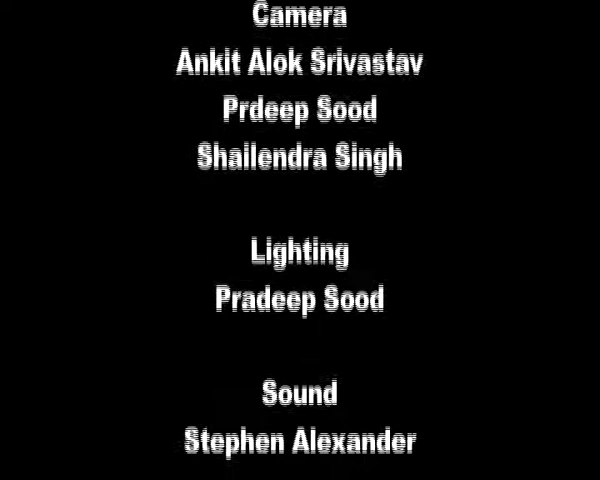 Camera
Ankit Alok Srivastav
Prdeep Sood
Shailendra Singh
Lighting
Pradeep Sood
Sound
Stephen Alexander